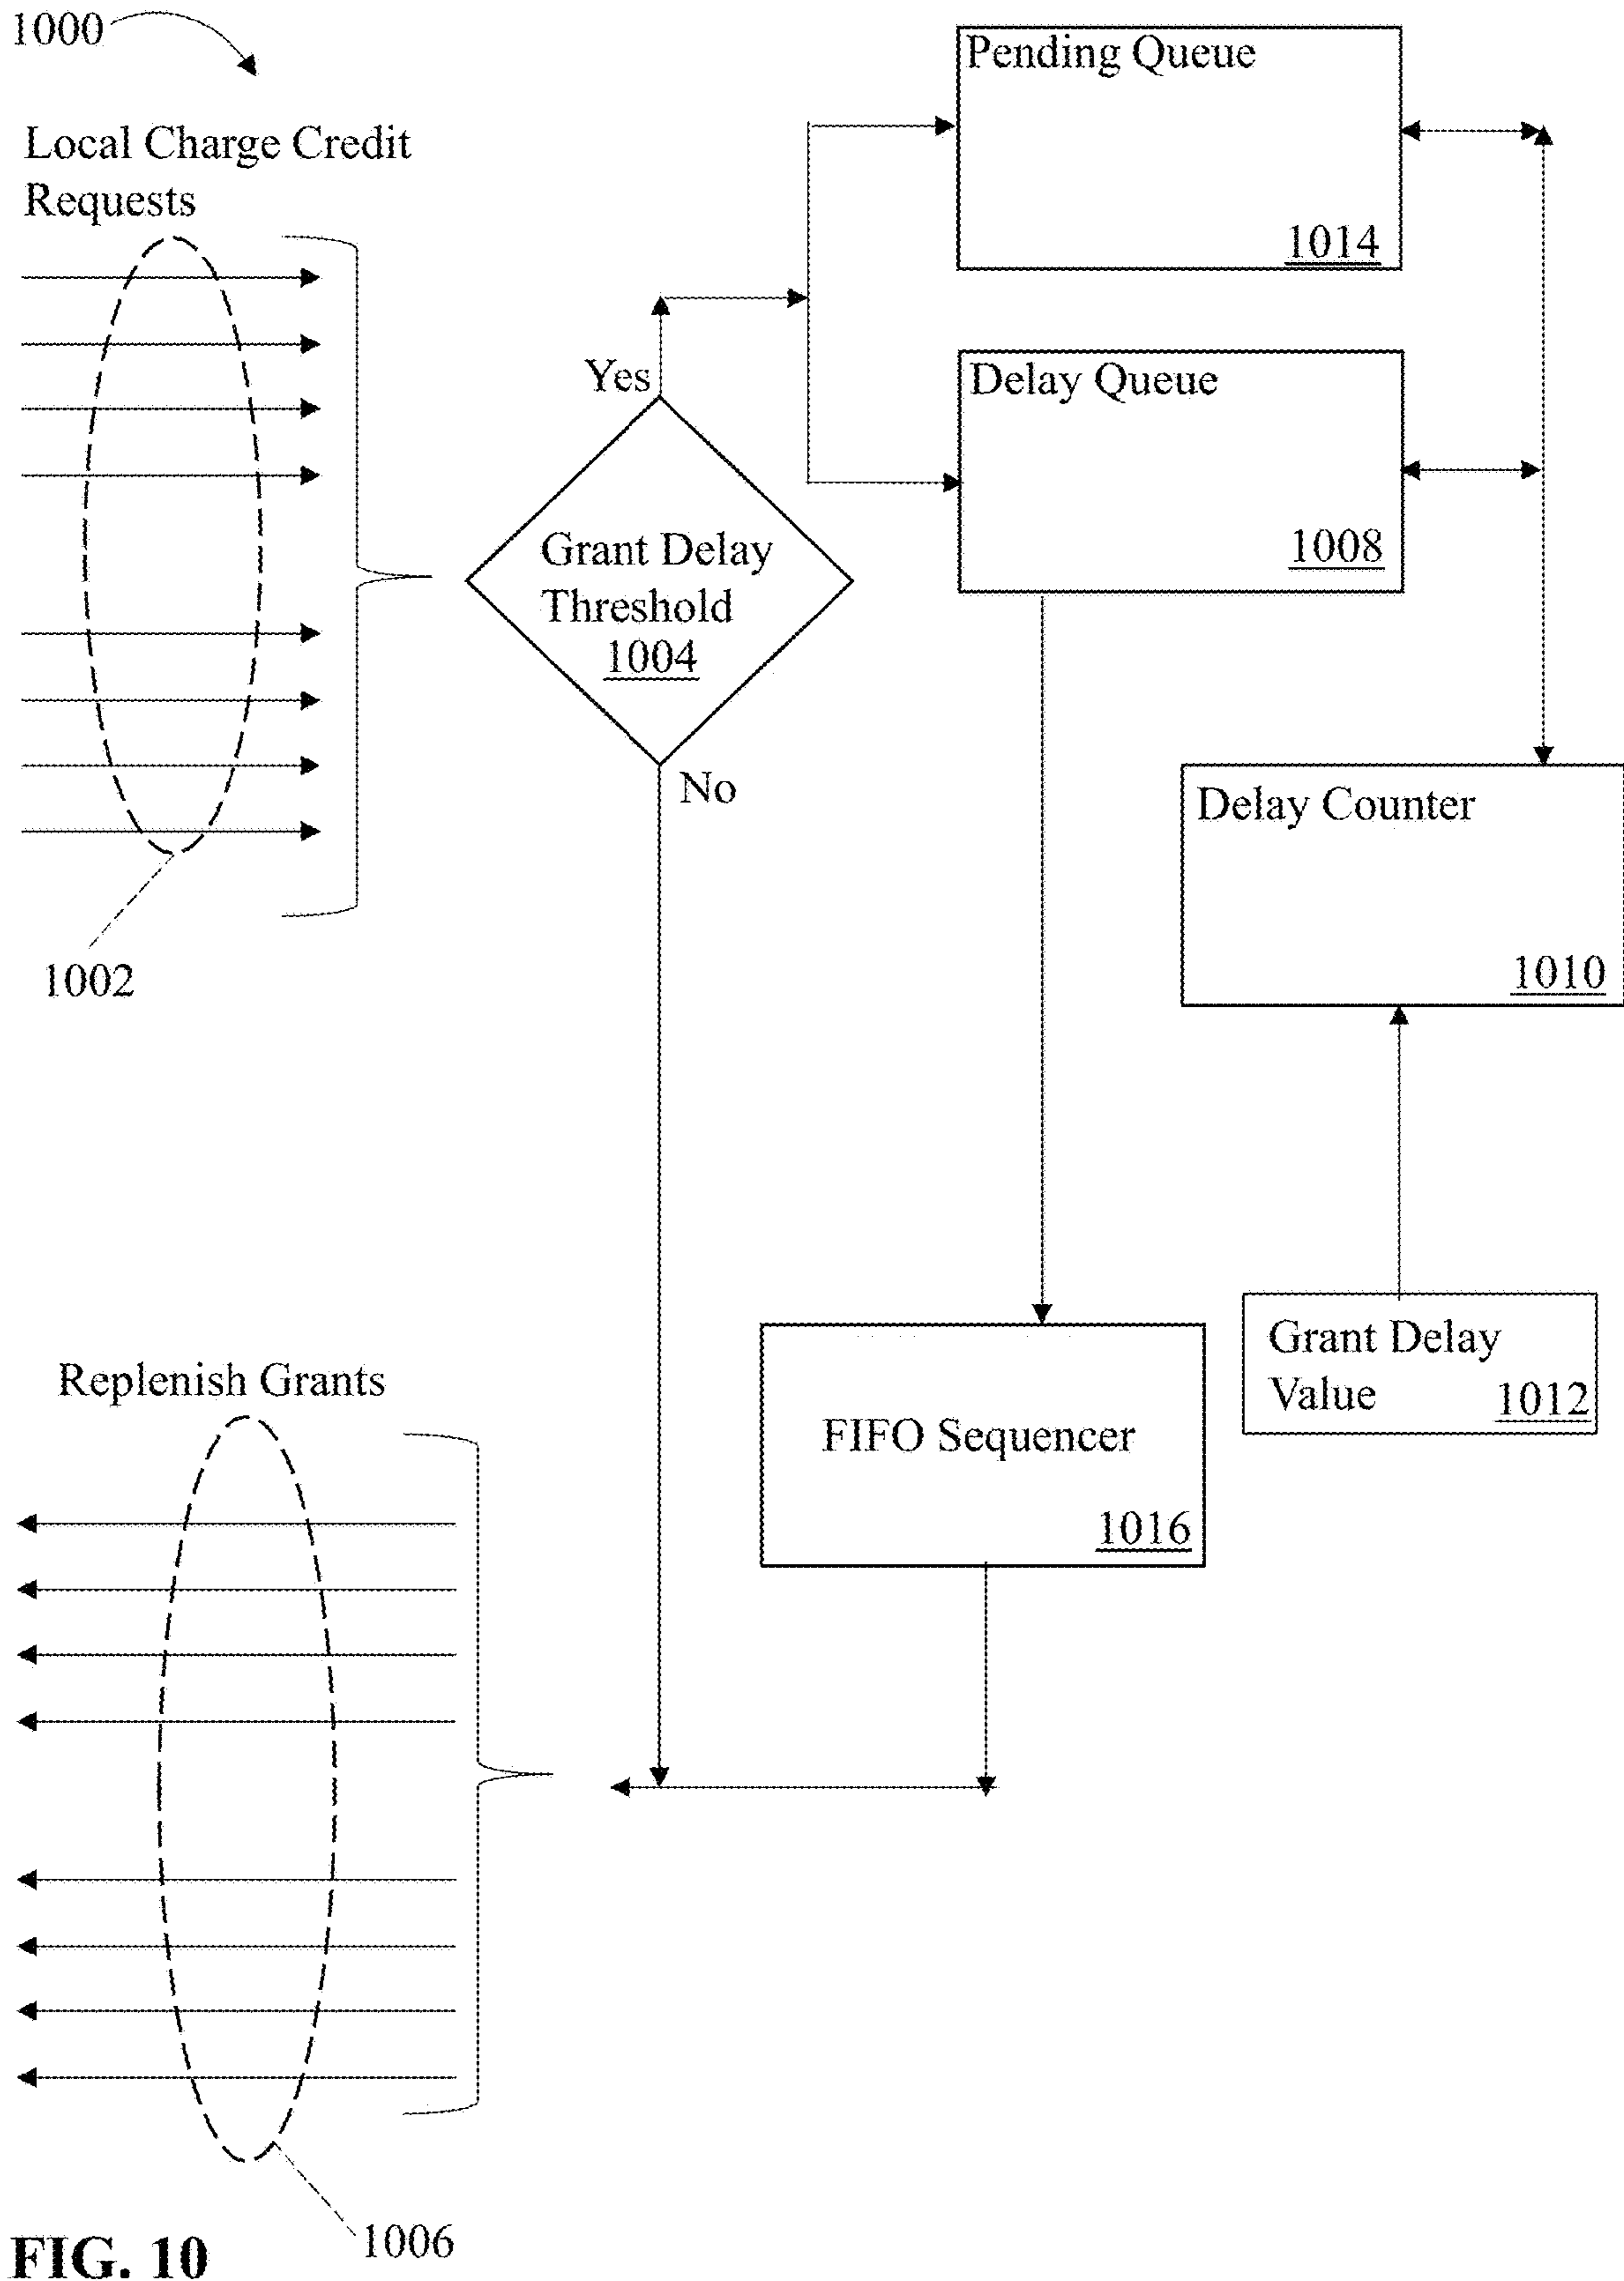 1000
Local Charge Credit
Requests
1002
Pending Queue
1014
Yes
Delay Queue
1008
Grant Delay
Threshold
1004
No
Delay Counter
1010
Grant Delay
Value
1012
FIFO Sequencer
1016
Replenish Grants
1006
FIG. 10